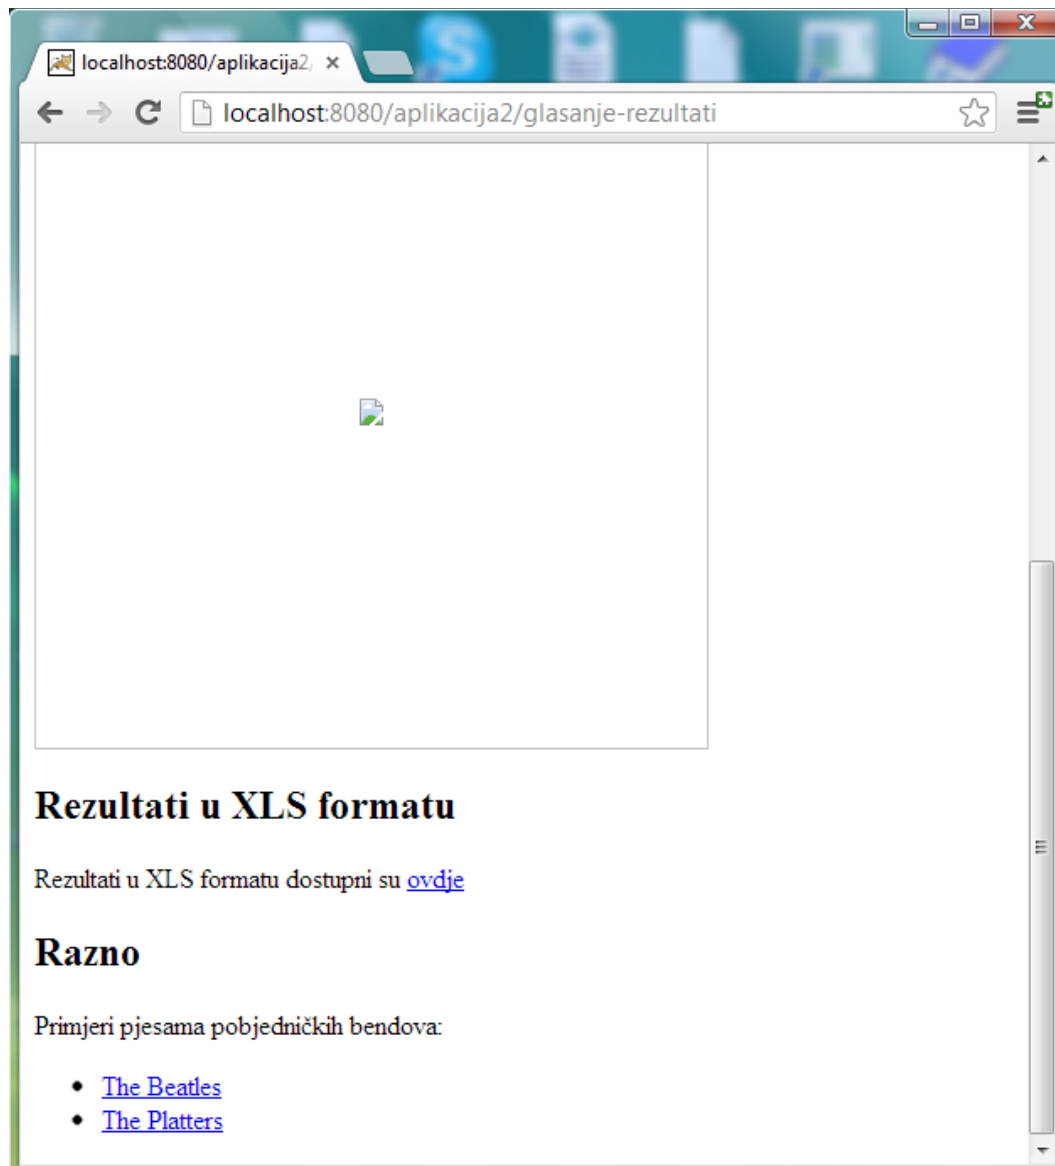 localhost:8080/aplikacija2/
localhost:8080/aplikacija2/glasanje-rezultati
Rezultati u XLS formatu
Rezultati u XLS formatu dostupni su ovdje
Razno
Primjeri pjesama pobjedničkih bendova:
The Beatles
The Platters